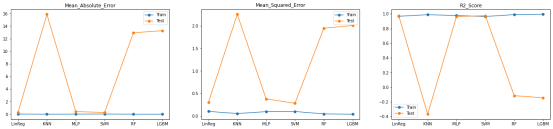 Mean_Absolute_Error
16
14
12
10
8
6
4
2
0
Train
Test
LinReg KNN MLP SVM RF LGBM
Mean_Squared_Error
2.0
1.5
1.0
0.5
0.0
Train
Test
LinReg KNN MLP SVM RF LGBM
R2_Score
1.0
0.8
0.6
0.4
0.2
0.0
−0.2
−0.4
Train
Test
LinReg KNN MLP SVM RF LGBM